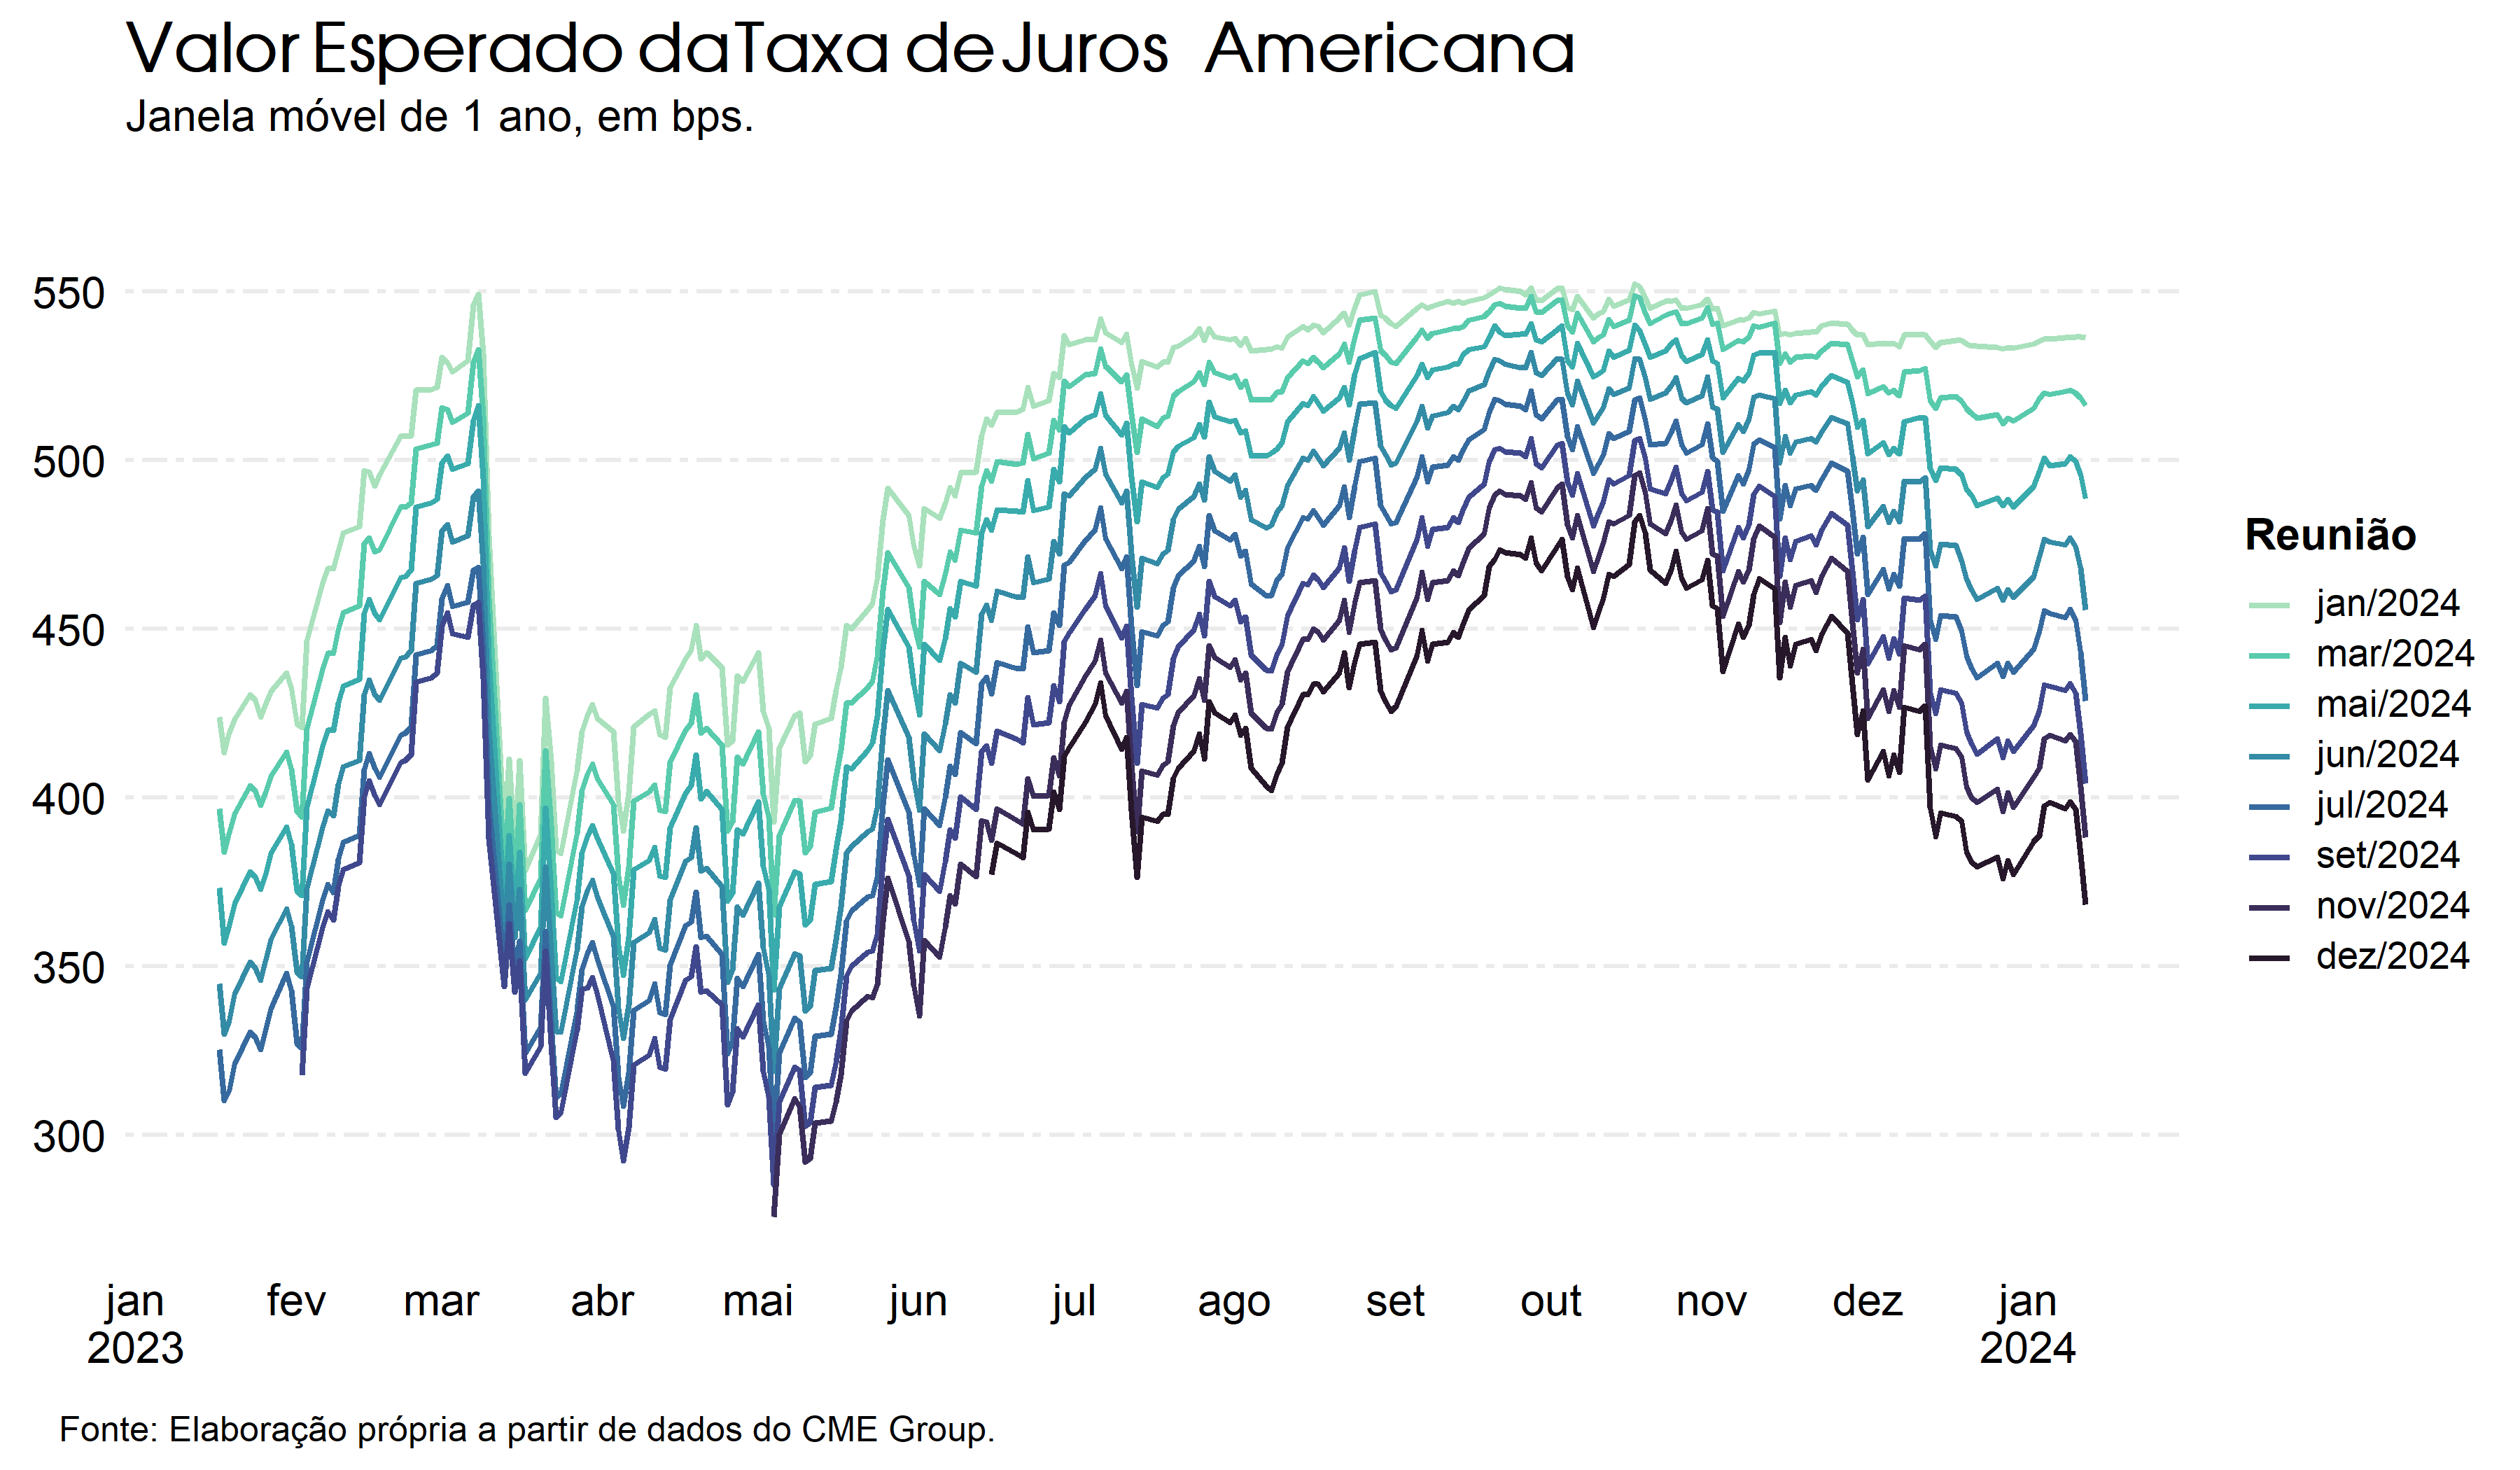 Valor Esperado da Taxa de Juros Americana
Janela móvel de 1 ano, em bps.
550
500
450
400
350
300
jan fev mar abr mai jun jul ago set out nov dez jan
2023 2024
Reunião
jan/2024
mar/2024
mai/2024
jun/2024
jul/2024
set/2024
nov/2024
dez/2024
Fonte: Elaboração própria a partir de dados do CME Group.